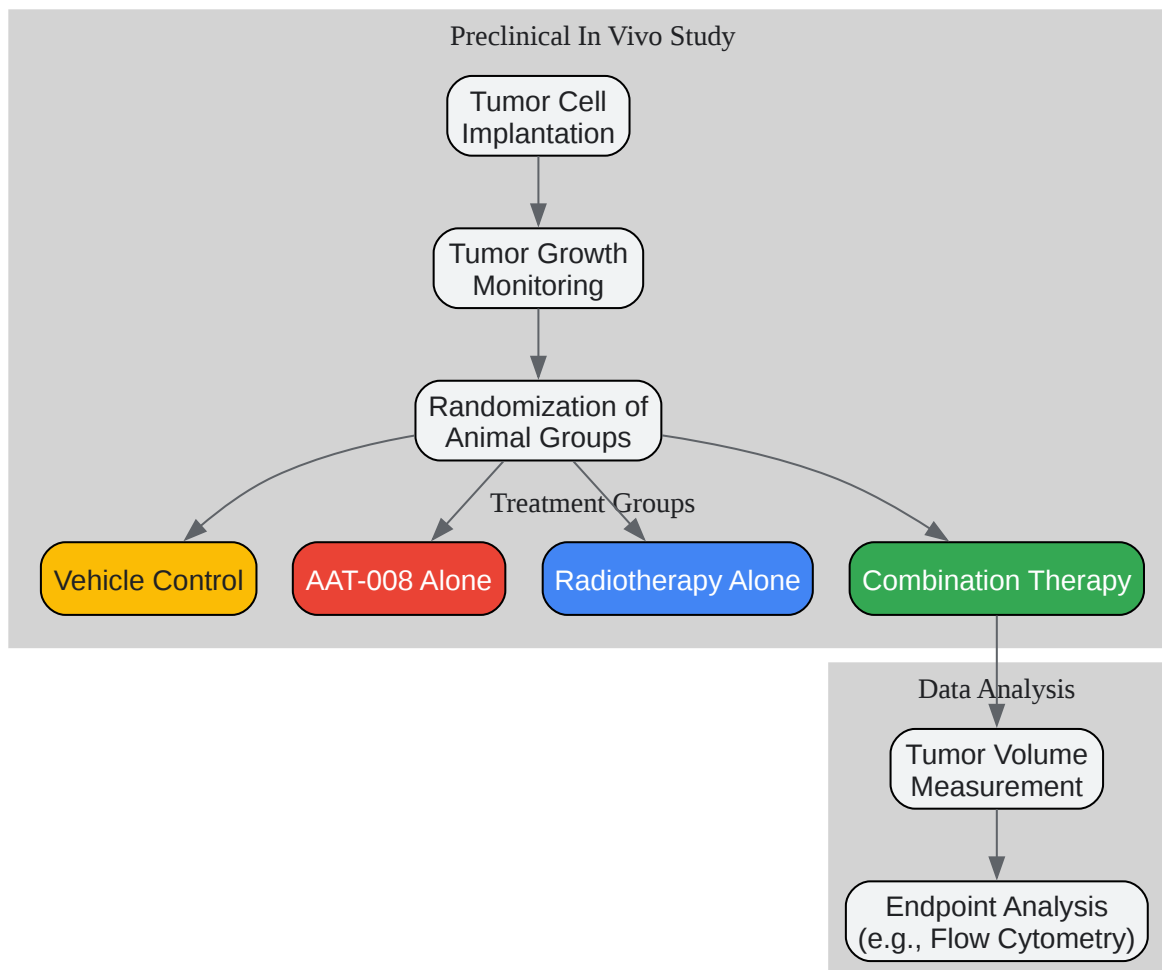 Preclinical In Vivo Study
Tumor Cell
Implantation
Tumor Growth
Monitoring
Randomization of
Animal Groups
Treatment Groups
Vehicle Control
AAT-008 Alone
Radiotherapy Alone
Combination Therapy
Data Analysis
Tumor Volume
Measurement
Endpoint Analysis
(e.g., Flow Cytometry)